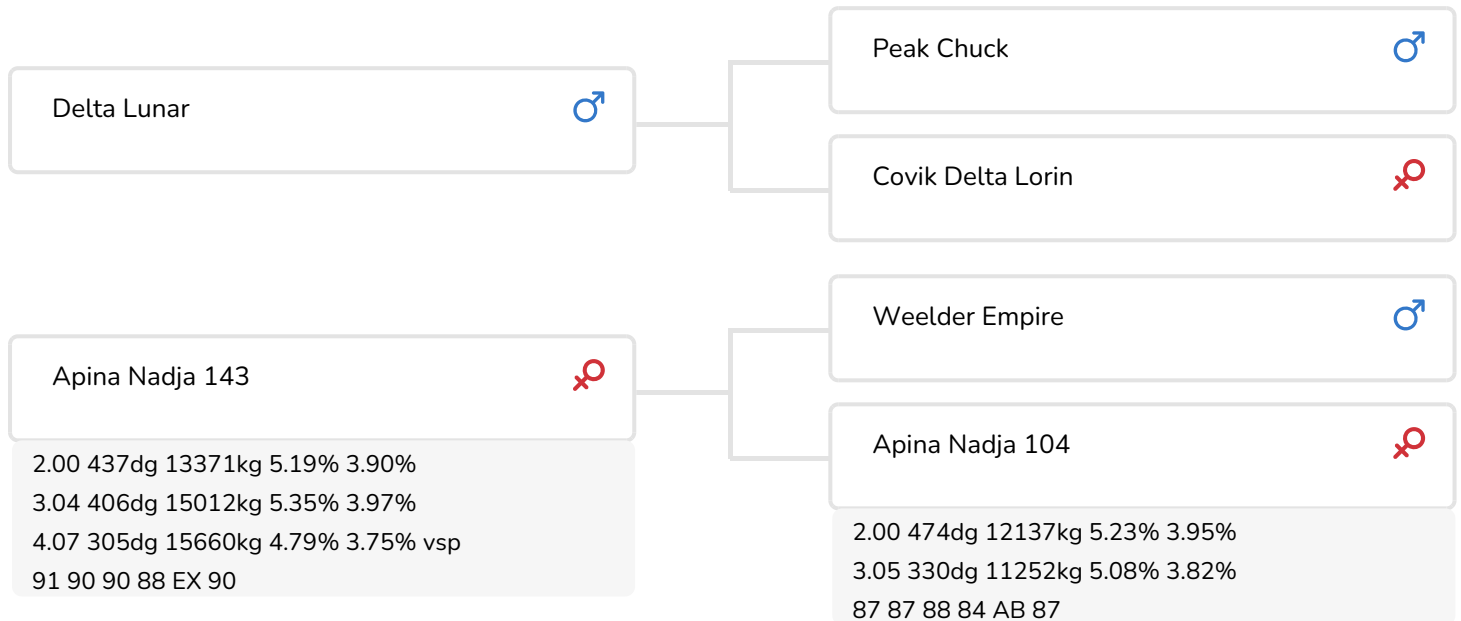 Delta Lunar
Peak Chuck
Covik Delta Lorin
Apina Nadja 143
2.00 437dg 13371kg 5.19% 3.90%
3.04 406dg 15012kg 5.35% 3.97%
4.07 305dg 15660kg 4.79% 3.75% vsp
91 90 90 88 EX 90
Weelder Empire
Apina Nadja 104
2.00 474dg 12137kg 5.23% 3.95%
3.05 330dg 11252kg 5.08% 3.82%
87 87 88 84 AB 87